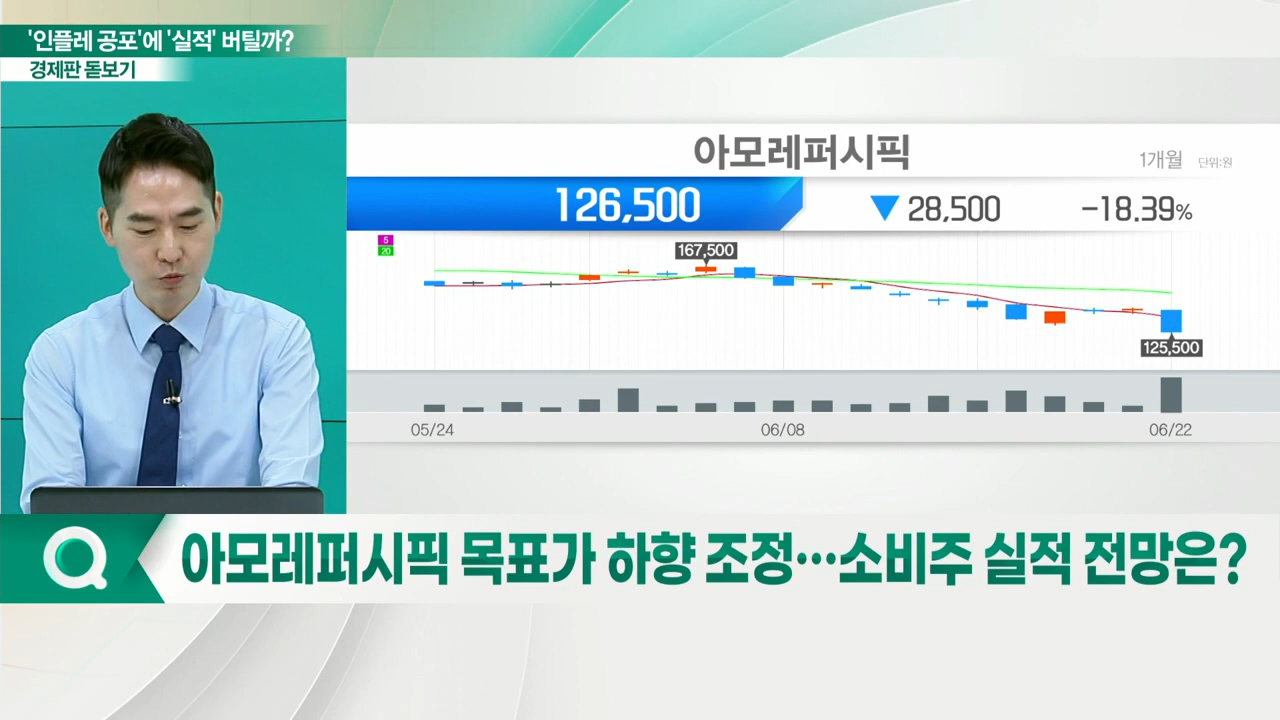 '인플레 공포'에 '실적' 버틸까?
경제판 돋보기
아모레퍼시픽
1개월 단위:원
126,500 ▼ 28,500 -18.39%
5
20
167,500
125,500
05/24 06/08 06/22
Q 아모레퍼시픽 목표가 하향 조정…소비주 실적 전망은?